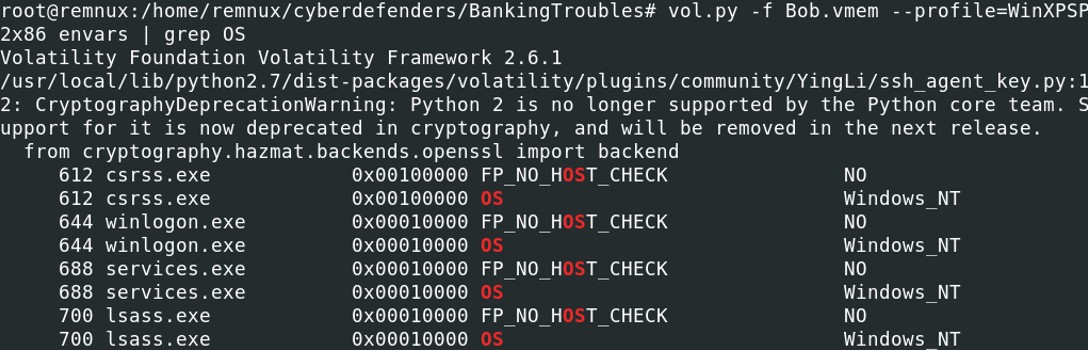 root@remnux:/home/remnux/cyberdefenders/BankingTroubles# vol.py -f Bob.vmem --profile=WinXPSP
2x86 envars | grep OS
Volatility Foundation Volatility Framework 2.6.1
/usr/local/lib/python2.7/dist-packages/volatility/plugins/community/YingLi/ssh_agent_key.py:1
2: CryptographyDeprecationWarning: Python 2 is no longer supported by the Python core team. S
upport for it is now deprecated in cryptography, and will be removed in the next release.
  from cryptography.hazmat.backends.openssl import backend
     612 csrss.exe            0x00100000 FP_NO_HOST_CHECK               NO
     612 csrss.exe            0x00100000 OS                             Windows_NT
     644 winlogon.exe         0x00010000 FP_NO_HOST_CHECK               NO
     644 winlogon.exe         0x00010000 OS                             Windows_NT
     688 services.exe         0x00010000 FP_NO_HOST_CHECK               NO
     688 services.exe         0x00010000 OS                             Windows_NT
     700 lsass.exe            0x00010000 FP_NO_HOST_CHECK               NO
     700 lsass.exe            0x00010000 OS                             Windows_NT